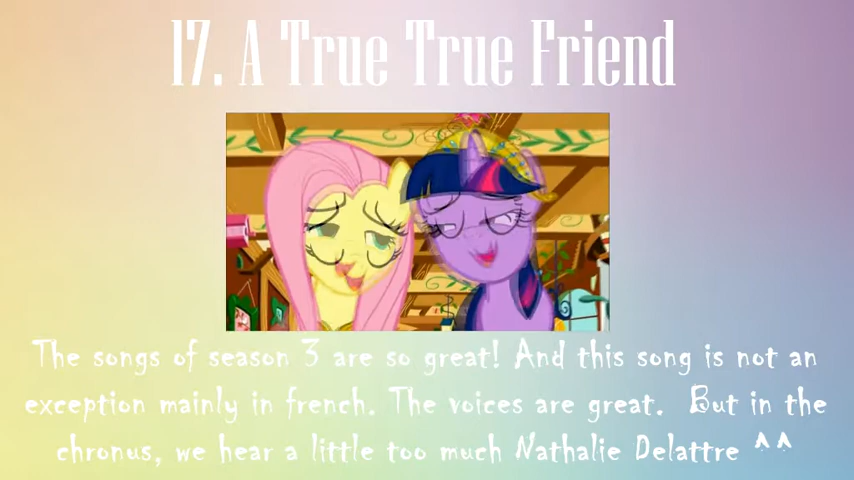 17. A True True Friend
The songs of season 3 are so great! And this song is not an
exception mainly in french. The voices are great. But in the
chronus, we hear a little too much Nathalie Delattre ^^